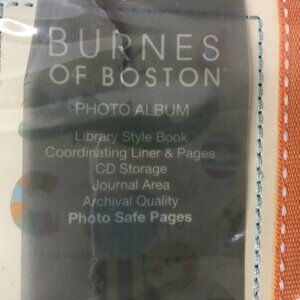 BURNES
OF BOSTON
PHOTO ALBUM
Library Style Book
Coordinating Liner & Pages
CD Storage
Journal Area
Archival Quality
Photo Safe Pages